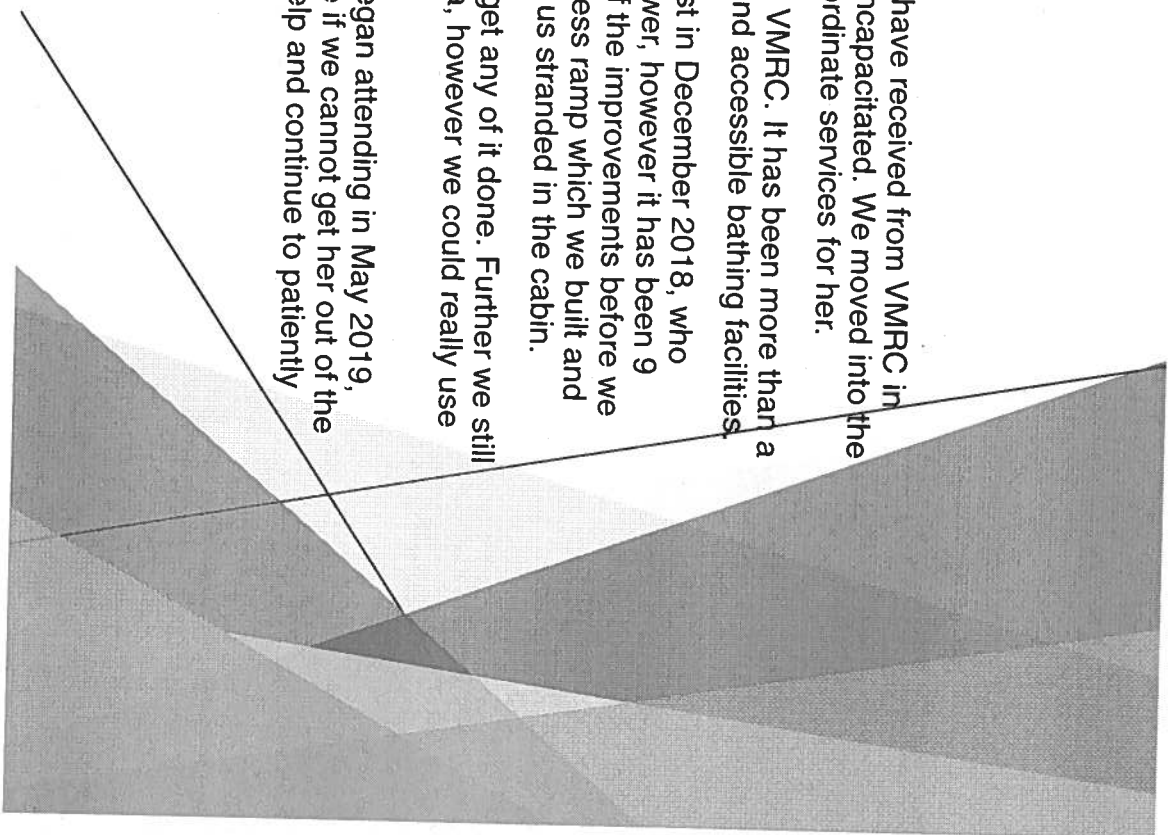 have received from VMRC in
ncapacitated. We moved into the
ordinate services for her.
VMRC. It has been more than a
nd accessible bathing facilities.
st in December 2018, who
wer, however it has been 9
f the improvements before we
ess ramp which we built and
us stranded in the cabin.
get any of it done. Further we still
, however we could really use
egan attending in May 2019,
if we cannot get her out of the
elp and continue to patiently